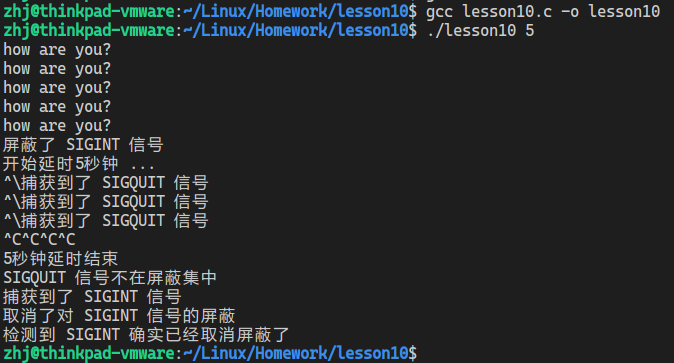 zhj@thinkpad-vmware:~/Linux/Homework/lesson10$ gcc lesson10.c -o lesson10
zhj@thinkpad-vmware:~/Linux/Homework/lesson10$ ./lesson10 5
how are you?
how are you?
how are you?
how are you?
how are you?
屏蔽了 SIGINT 信号
开始延时5秒钟 ...
^\捕获到了 SIGQUIT 信号
^\捕获到了 SIGQUIT 信号
^\捕获到了 SIGQUIT 信号
^C^C^C^C
5秒钟延时结束
SIGQUIT 信号不在屏蔽集中
捕获到了 SIGINT 信号
取消了对 SIGINT 信号的屏蔽
检测到 SIGINT 确实已经取消屏蔽了
zhj@thinkpad-vmware:~/Linux/Homework/lesson10$